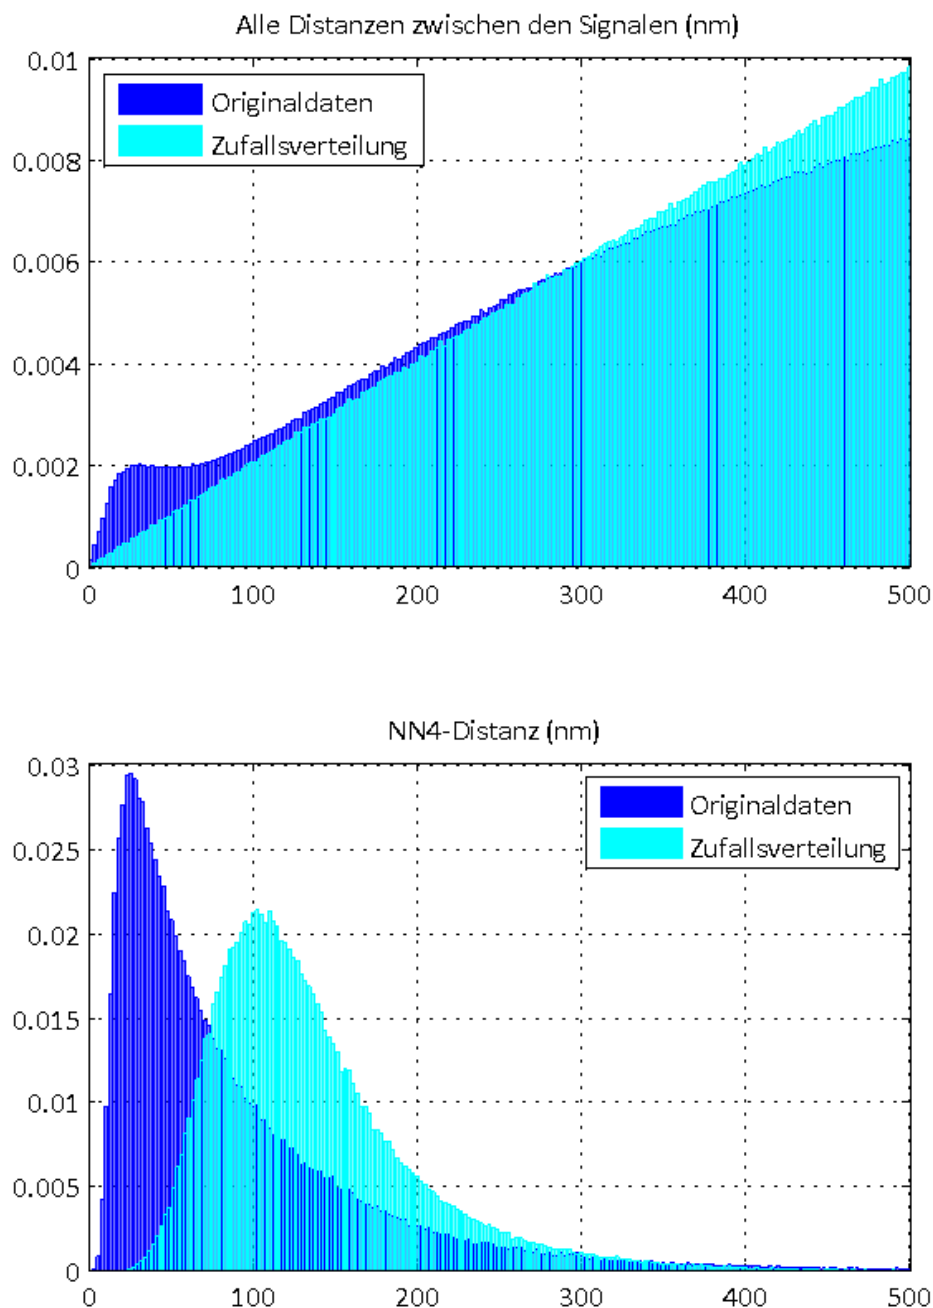 Alle Distanzen zwischen den Signalen (nm)
0.01
0.008
0.006
0.004
0.002
0
Originaldaten
Zufallsverteilung
0 100 200 300 400 500
NN4-Distanz (nm)
0.03
0.025
0.02
0.015
0.01
0.005
0
Originaldaten
Zufallsverteilung
0 100 200 300 400 500